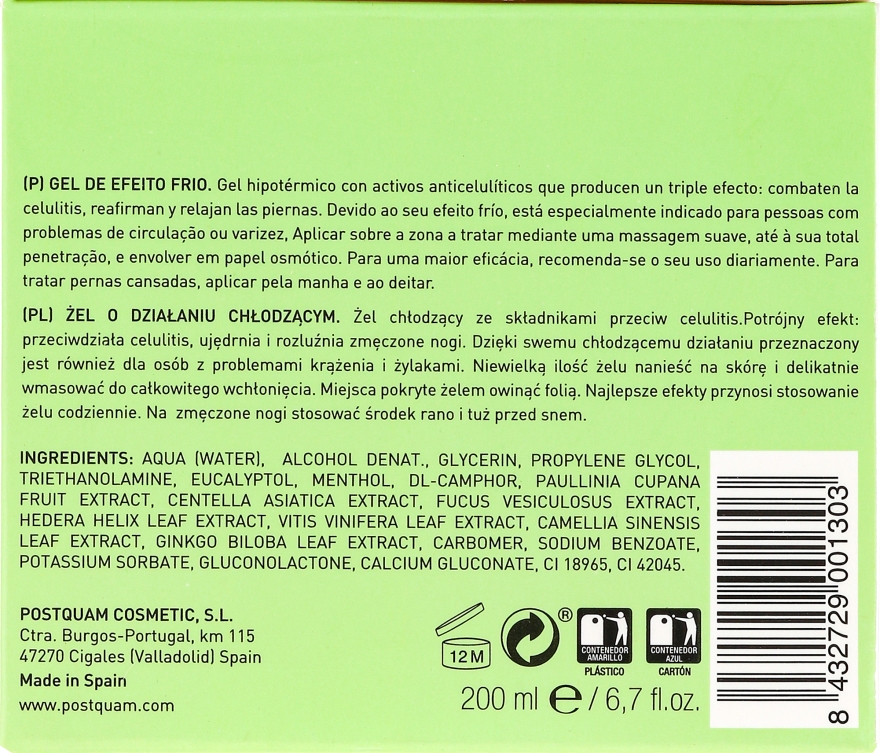 (P) GEL DE EFEITO FRIO. Gel hipotérmico con activos anticelulíticos que producen un triple efecto: combaten la
celulitis, reafirman y relajan las piernas. Devido ao seu efeito frío, está especialmente indicado para pessoas com
problemas de circulação ou varizez, Aplicar sobre a zona a tratar mediante uma massagem suave, até à sua total
penetração, e envolver em papel osmótico. Para uma maior eficácia, recomenda-se o seu uso diariamente. Para
tratar pernas cansadas, aplicar pela manha e ao deitar.
(PL) ŻEL O DZIAŁANIU CHŁODZĄCYM. Żel chłodzący ze składnikami przeciw celulitis.Potrójny efekt:
przeciwdziała celulitis, ujędrnia i rozluźnia zmęczone nogi. Dzięki swemu chłodzącemu działaniu przeznaczony
jest również dla osób z problemami krążenia i żylakami. Niewielką ilość żelu nanieść na skórę i delikatnie
wmasować do całkowitego wchłonięcia. Miejsca pokryte żelem owinąć folią. Najlepsze efekty przynosi stosowanie
żelu codziennie. Na zmęczone nogi stosować środek rano i tuż przed snem.
INGREDIENTS: AQUA (WATER), ALCOHOL DENAT., GLYCERIN, PROPYLENE GLYCOL,
TRIETHANOLAMINE, EUCALYPTOL, MENTHOL, DL-CAMPHOR, PAULLINIA CUPANA
FRUIT EXTRACT, CENTELLA ASIATICA EXTRACT, FUCUS VESICULOSUS EXTRACT,
HEDERA HELIX LEAF EXTRACT, VITIS VINIFERA LEAF EXTRACT, CAMELLIA SINENSIS
LEAF EXTRACT, GINKGO BILOBA LEAF EXTRACT, CARBOMER, SODIUM BENZOATE,
POTASSIUM SORBATE, GLUCONOLACTONE, CALCIUM GLUCONATE, CI 18965, CI 42045.
POSTQUAM COSMETIC, S.L.
Ctra. Burgos-Portugal, km 115
47270 Cigales (Valladolid) Spain
Made in Spain
www.postquam.com
12M
®
CONTENEDOR
AMARILLO
PLÁSTICO
CONTENEDOR
AZUL
CARTÓN
200 ml e / 6,7 fl.oz.
8 432729 001303